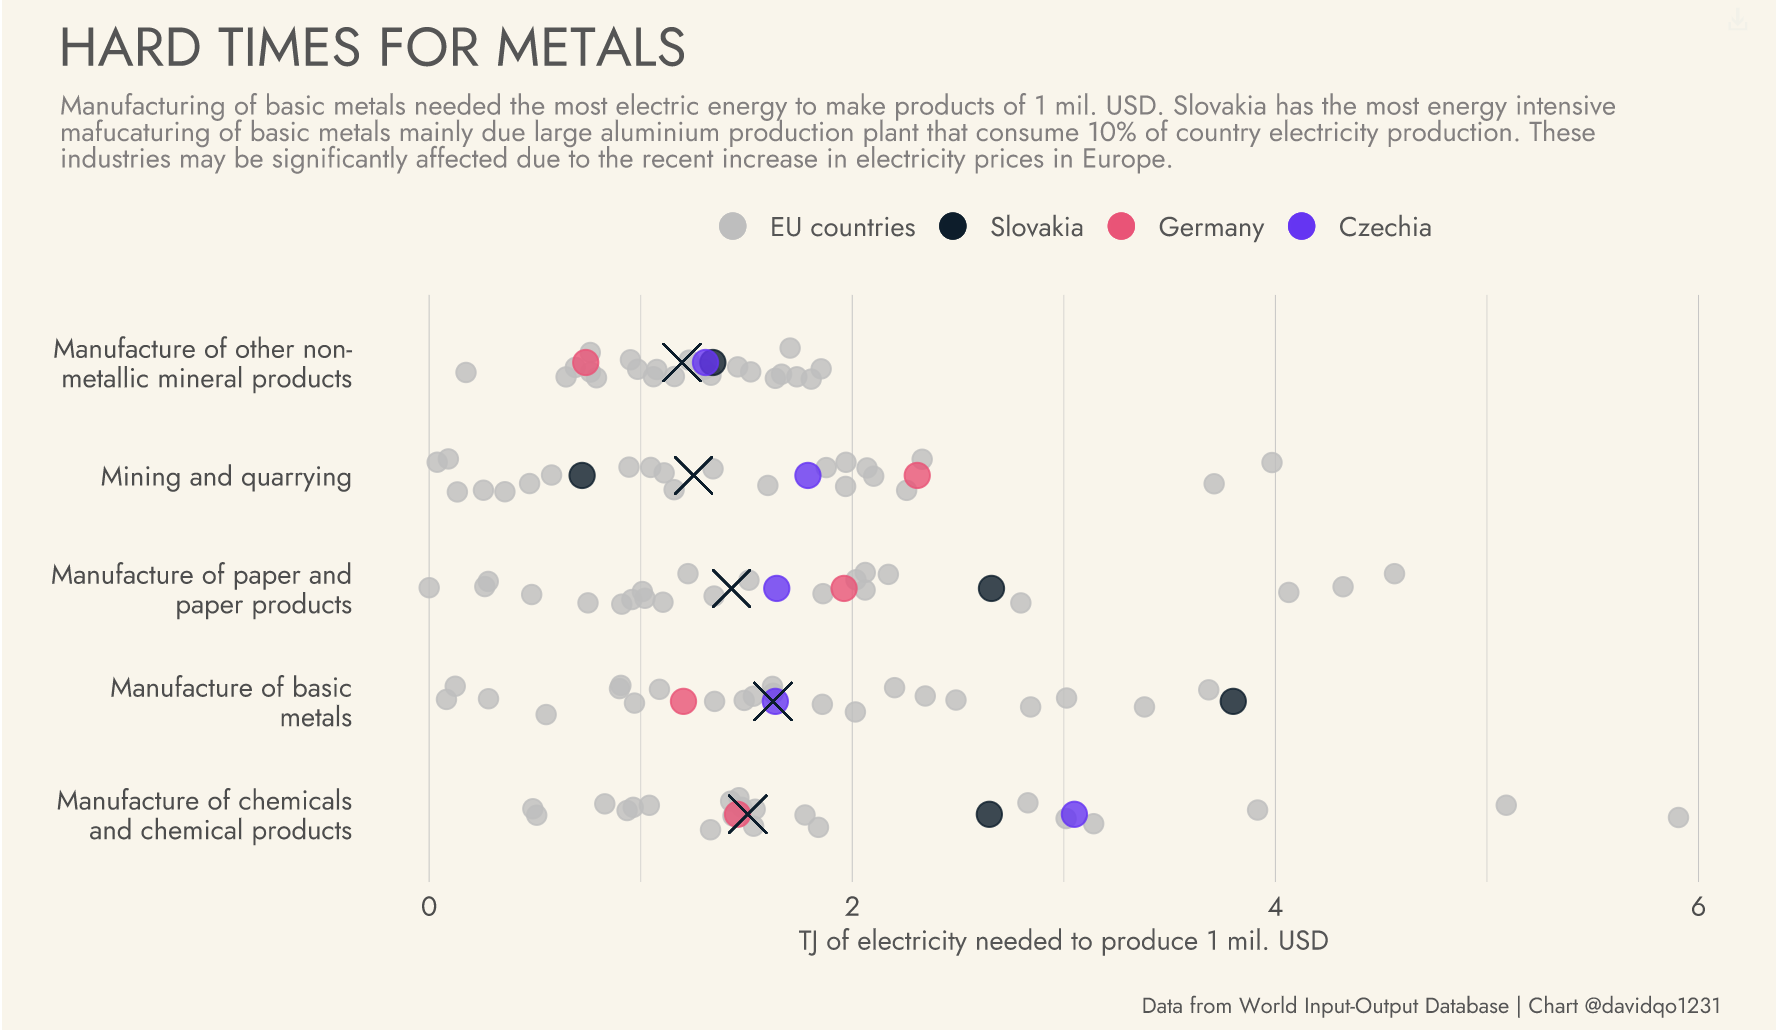 HARD TIMES FOR METALS
Manufacturing of basic metals needed the most electric energy to make products of 1 mil. USD. Slovakia has the most energy intensive
mafucaturing of basic metals mainly due large aluminium production plant that consume 10% of country electricity production. These
industries may be significantly affected due to the recent increase in electricity prices in Europe.
EU countries Slovakia Germany Czechia
Manufacture of other non-
metallic mineral products
Mining and quarrying
Manufacture of paper and
paper products
Manufacture of basic
metals
Manufacture of chemicals
and chemical products
0 2 4 6
TJ of electricity needed to produce 1 mil. USD
Data from World Input-Output Database | Chart @davidqo1231